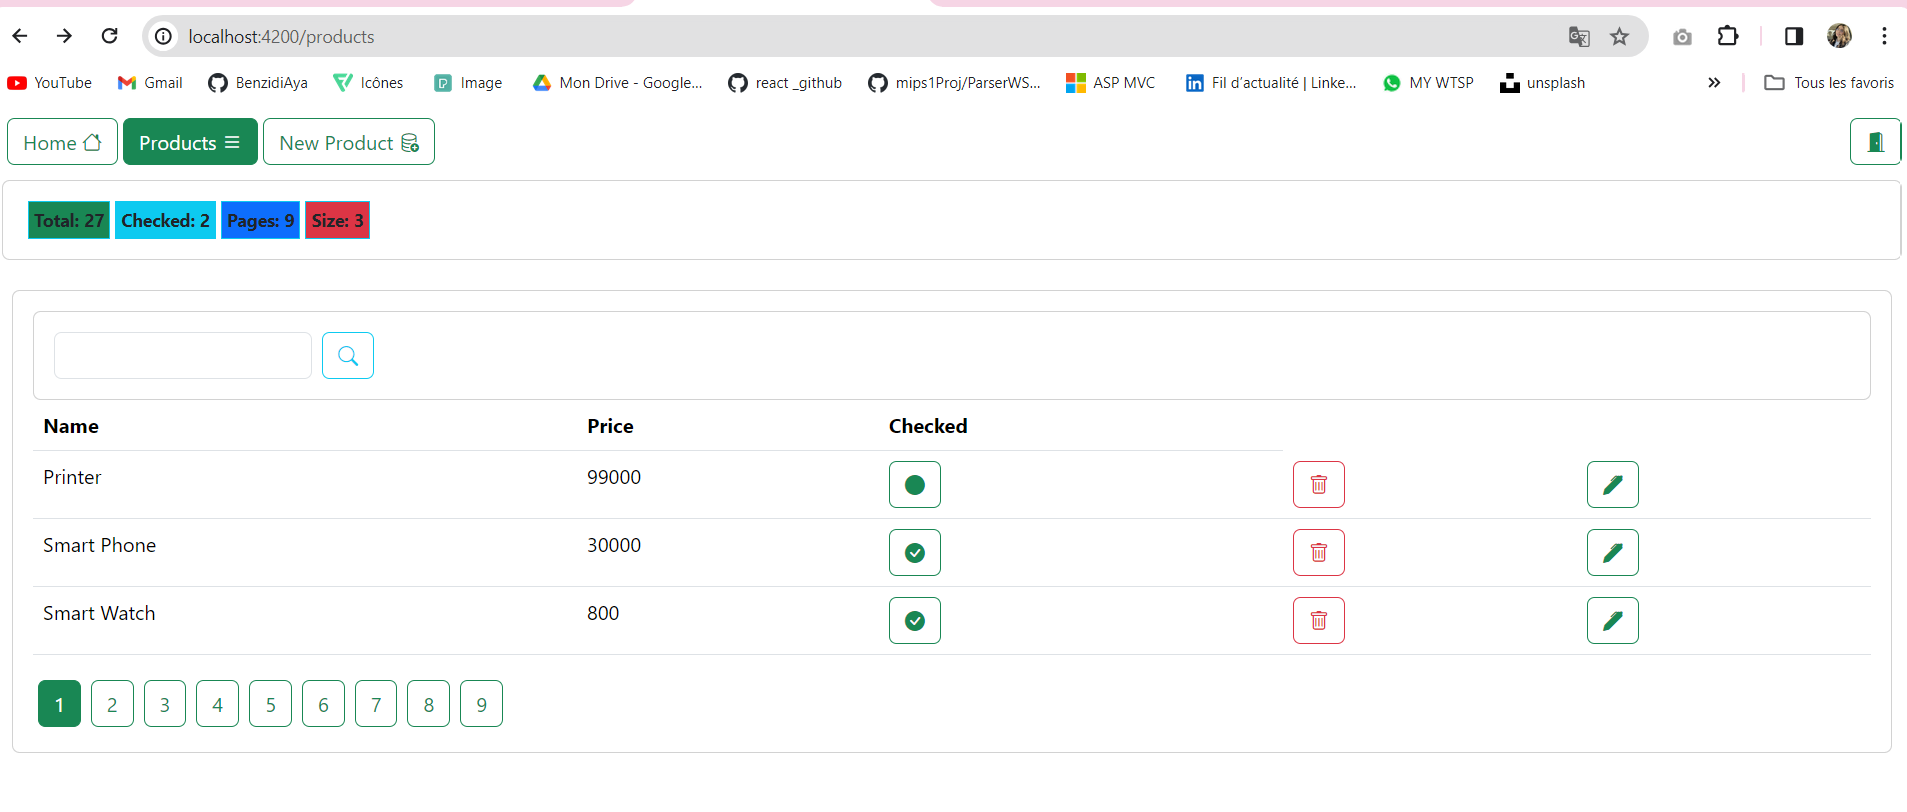 localhost:4200/products
YouTube Gmail BenzidiAya Icônes Image Mon Drive - Google... react _github mips1Proj/ParserWS... ASP MVC Fil d'actualité | Linke... MY WTSP unsplash » Tous les favoris
Home Products New Product
Total: 27 Checked: 2 Pages: 9 Size: 3
Name Price Checked
Printer 99000
Smart Phone 30000
Smart Watch 800
1 2 3 4 5 6 7 8 9